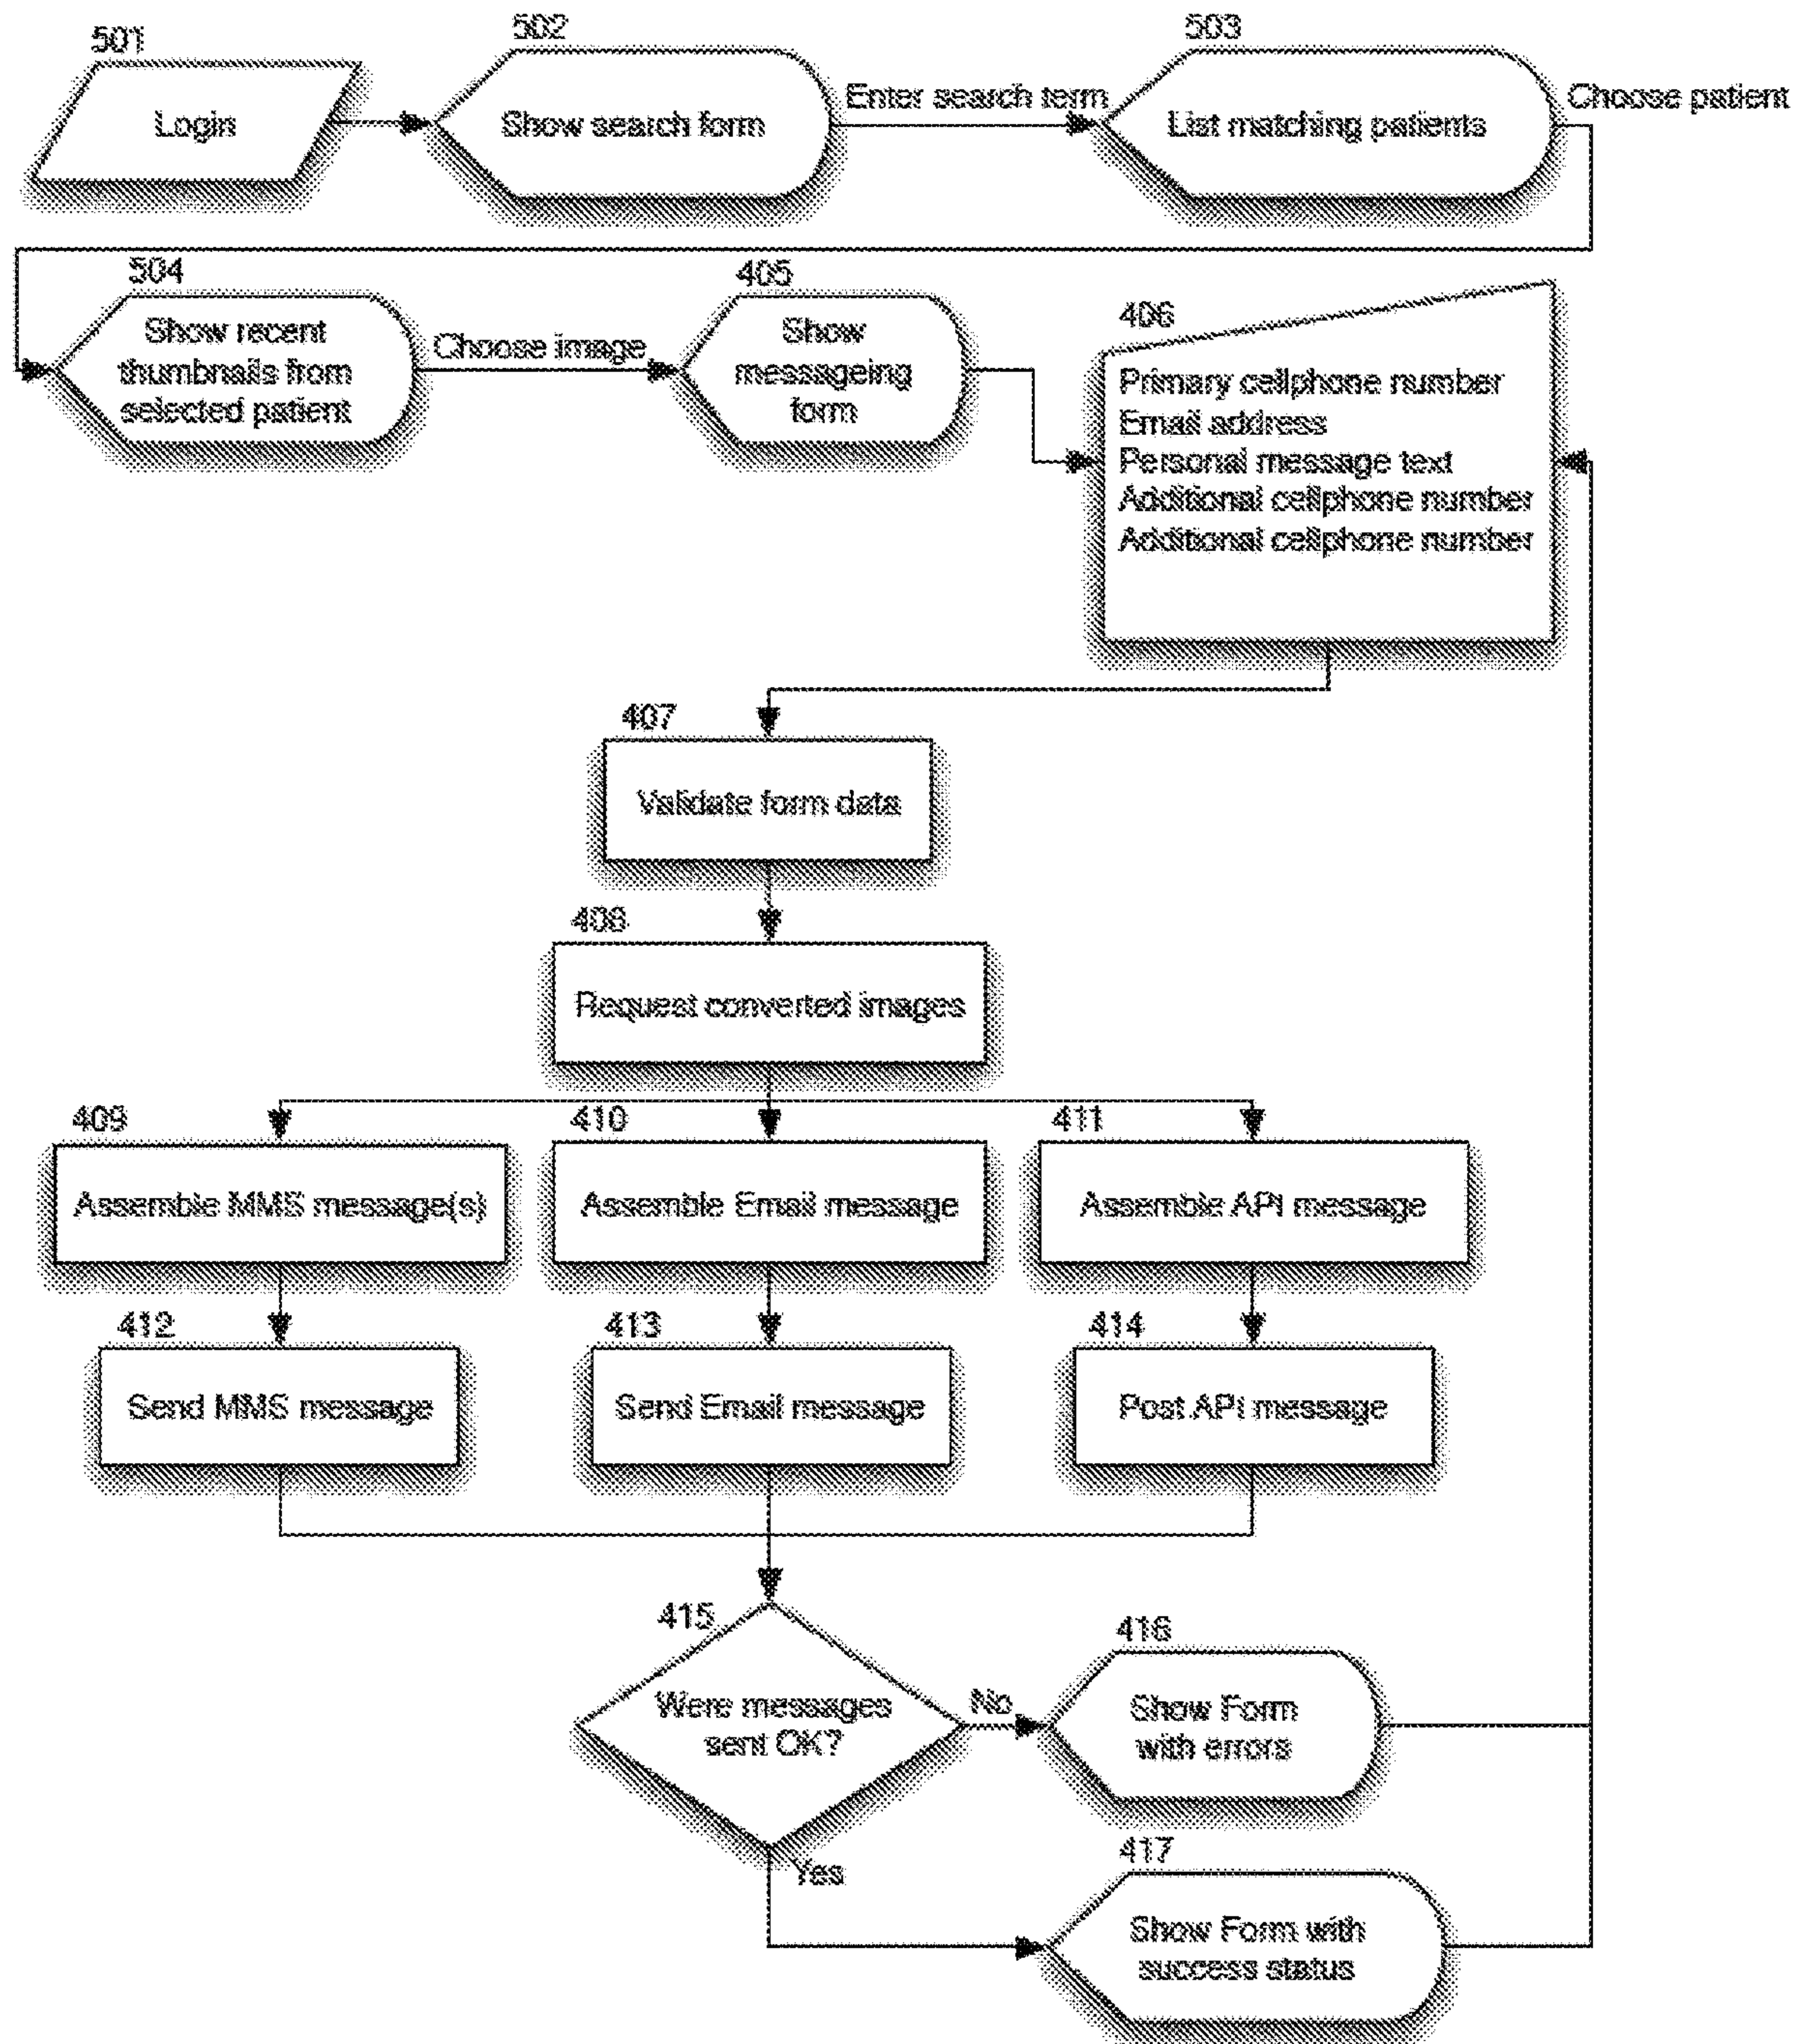 501
Login
502
Show search form
Enter search term
503
List matching patients
Choose patient
504
Show recent
thumbnails from
selected patient
Choose image
405
Show
messageing
form
406
Primary cellphone number
Email address
Personal message text
Additional cellphone number
Additional cellphone number
407
Validate form data
408
Request converted images
409
Assemble MMS message(s)
410
Assemble Email message
411
Assemble API message
412
Send MMS message
413
Send Email message
414
Post API message
415
Were messages
sent OK?
No
416
Show Form
with errors
Yes
417
Show Form with
success status